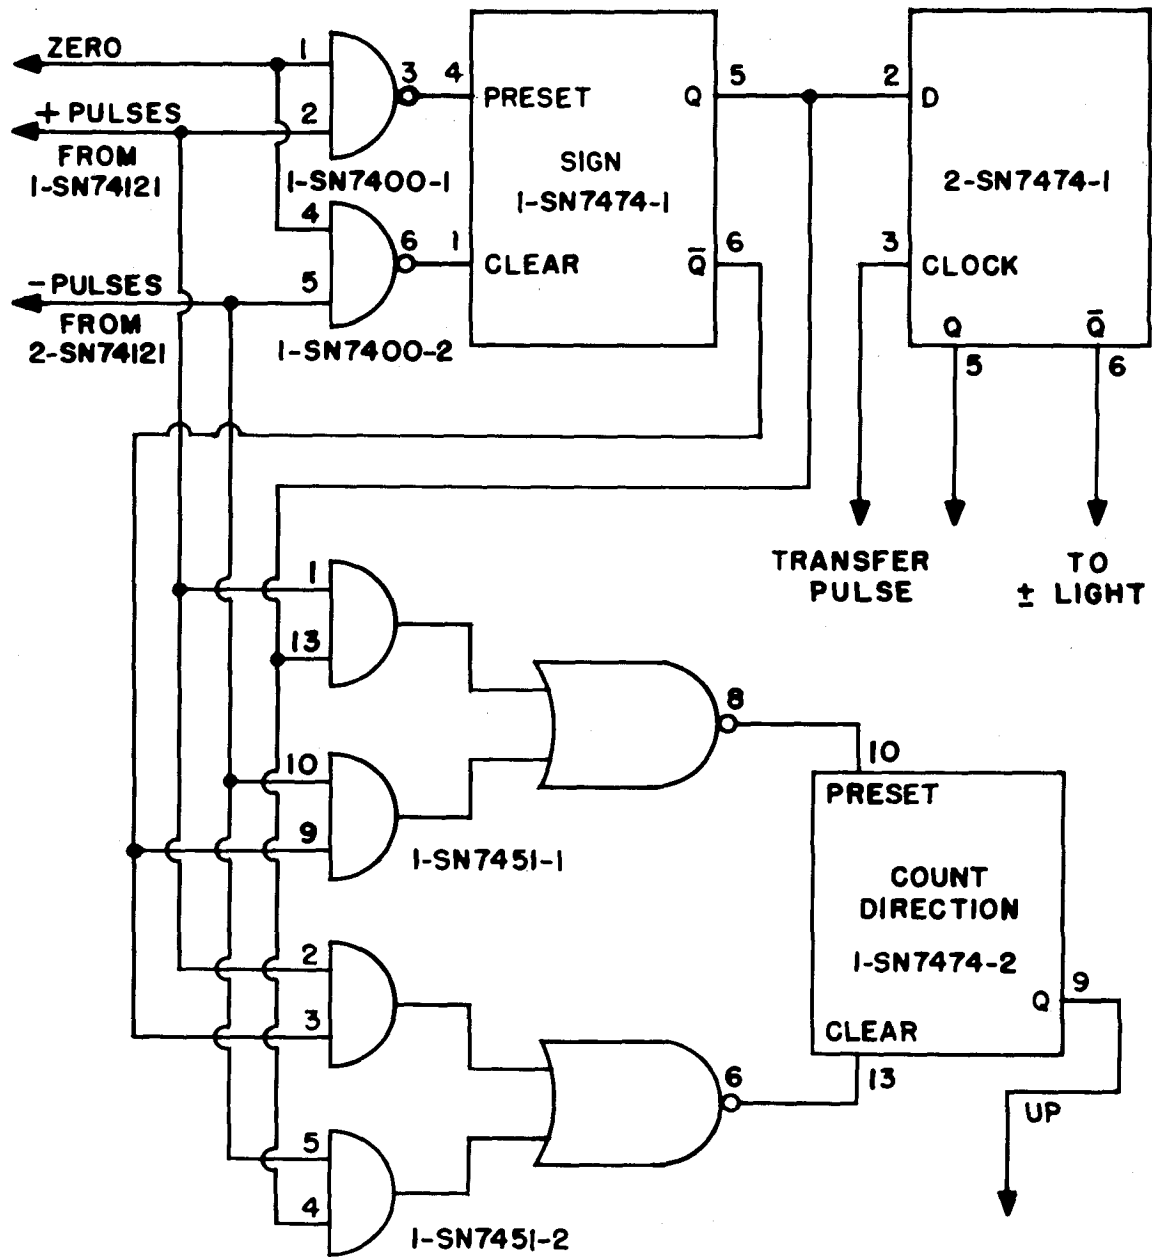 ZERO
1
3
4
PRESET
Q
5
2
D
+ PULSES
2
FROM
1-SN74121
1-SN7400-1
SIGN
1-SN7474-1
2-SN7474-1
4
6
1
CLEAR
Q̅
6
3
CLOCK
- PULSES
5
FROM
2-SN74121
1-SN7400-2
Q
Q̅
5
6
TRANSFER
PULSE
TO
± LIGHT
1
13
8
10
10
PRESET
9
1-SN7451-1
COUNT
DIRECTION
1-SN7474-2
2
Q
9
3
CLEAR
6
13
UP
5
4
1-SN7451-2